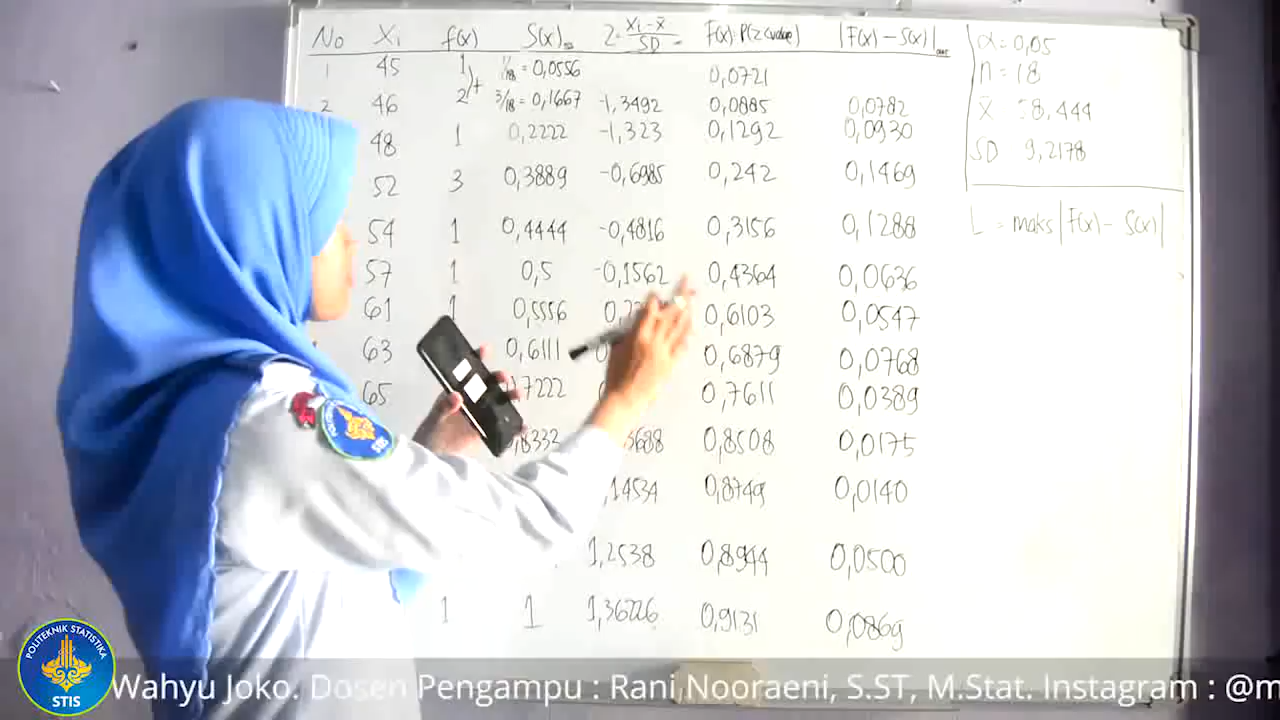 No Xi f(x) S(x) Z = Xi - x̄ / SD F(x) = P(Z<value) |F(x) - S(x)|
1 45 1 1/18 = 0,0556 0,0721
2 46 2 3/18 = 0,1667 -1,3492 0,0885 0,0782
48 1 0,2222 -1,323 0,1292 0,0930
52 3 0,3889 -0,6985 0,242 0,1469
54 1 0,4444 -0,4816 0,3156 0,1288
57 1 0,5 -0,1562 0,4364 0,0636
61 1 0,5556 0,6103 0,0547
63 0,6111 0,6879 0,0768
65 0,7611 0,0389
0,8508 0,0175
0,8749 0,0140
1,2538 0,8944 0,0500
1 1 1,36226 0,9131 0,0869
α = 0,05
n = 18
x̄ 58,444
SD 9,2178
L = maks |F(x) - S(x)|
STIS
POLITEKNIK STATISTIKA
STIS
Wahyu Joko. Dosen Pengampu : Rani Nooraeni, S.ST, M.Stat. Instagram : @m